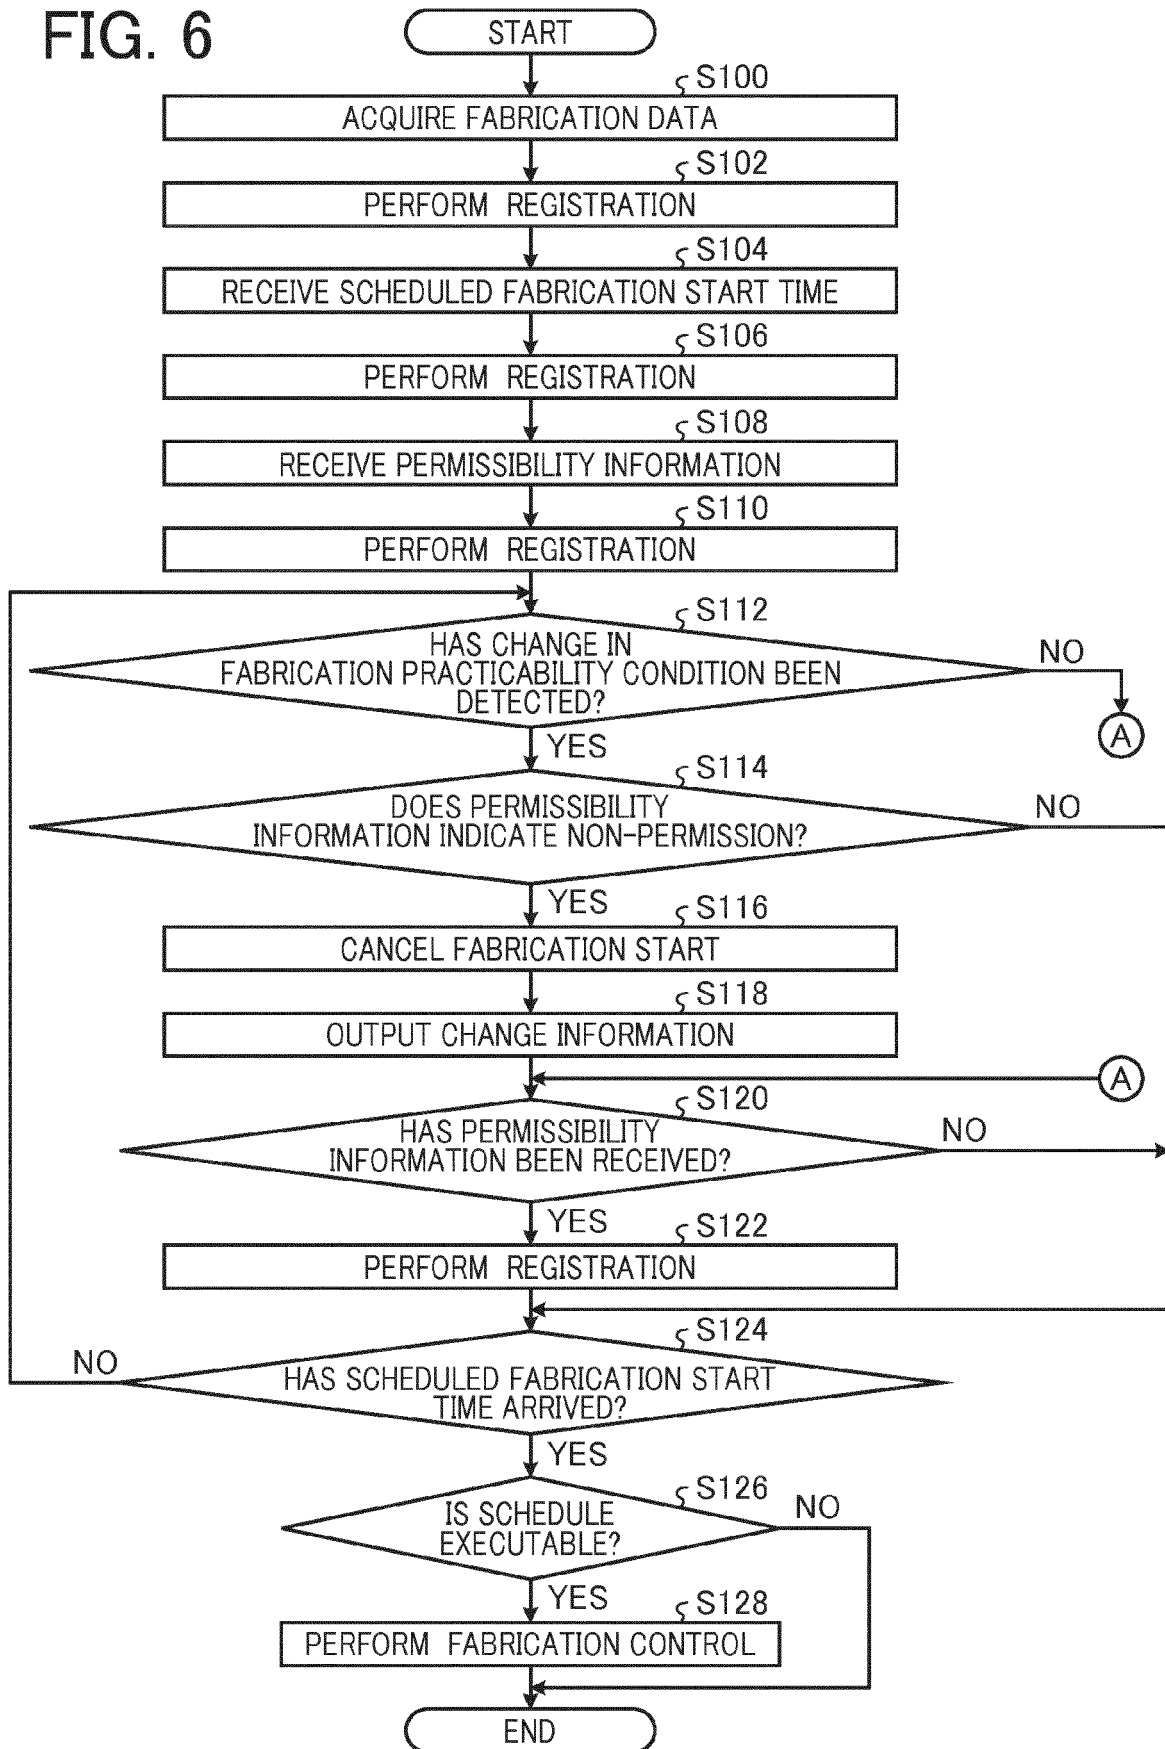 FIG. 6
START
S100
ACQUIRE FABRICATION DATA
S102
PERFORM REGISTRATION
S104
RECEIVE SCHEDULED FABRICATION START TIME
S106
PERFORM REGISTRATION
S108
RECEIVE PERMISSIBILITY INFORMATION
S110
PERFORM REGISTRATION
S112
HAS CHANGE IN
FABRICATION PRACTICABILITY CONDITION BEEN
DETECTED?
NO
A
YES
S114
DOES PERMISSIBILITY
INFORMATION INDICATE NON-PERMISSION?
NO
YES
S116
CANCEL FABRICATION START
S118
OUTPUT CHANGE INFORMATION
A
S120
HAS PERMISSIBILITY
INFORMATION BEEN RECEIVED?
NO
YES
S122
PERFORM REGISTRATION
S124
NO
HAS SCHEDULED FABRICATION START
TIME ARRIVED?
YES
S126
IS SCHEDULE
EXECUTABLE?
NO
YES
S128
PERFORM FABRICATION CONTROL
END